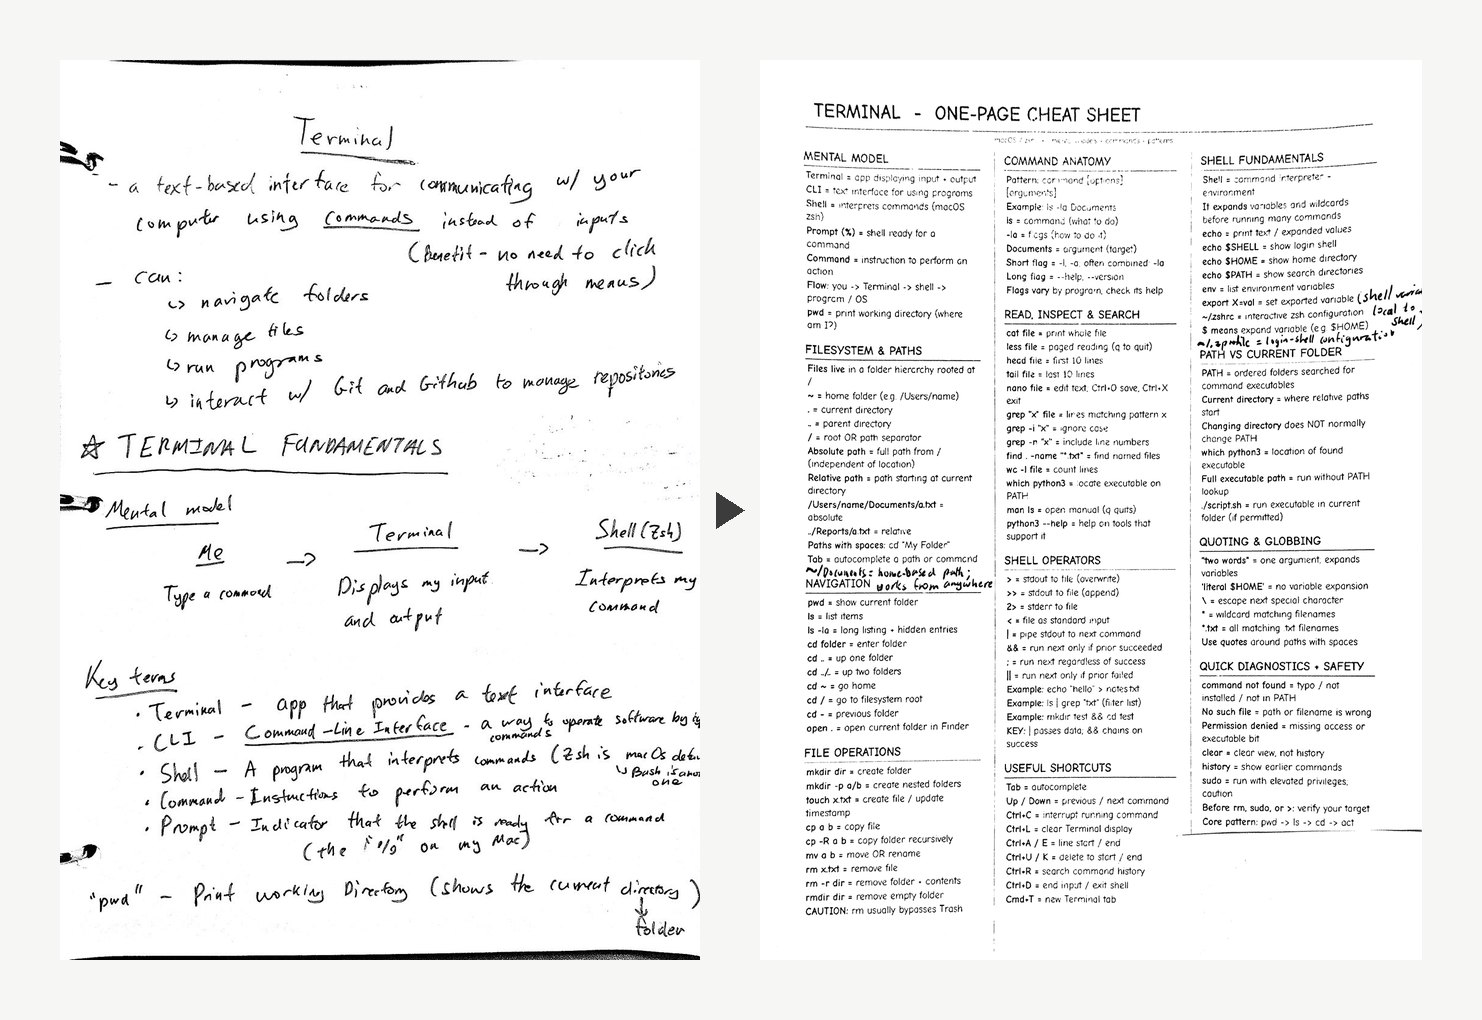 Terminal
- a text-based interface for communicating w/ your
computer using commands instead of inputs
(Benefit - no need to click
through menus)
- can:
↳ navigate folders
↳ manage files
↳ run programs
↳ interact w/ Git and Github to manage repositories
☆ TERMINAL FUNDAMENTALS
Mental model
Me → Terminal → Shell (Zsh)
Type a command
Displays my input
and output
Interprets my
command
Key terms
• Terminal - app that provides a text interface
• CLI - Command-Line Interface - a way to operate software by
commands
• Shell - A program that interprets commands (Zsh is macOS
↳ Bash is
one
• Command - Instructions to perform an action
• Prompt - Indicator that the shell is ready for a command
(the "%" on my Mac)
"pwd" - Print working Directory (shows the current directory)
↓
folder
TERMINAL - ONE-PAGE CHEAT SHEET
macOS / zsh • mental models • commands • patterns
MENTAL MODEL
Terminal = app displaying input + output
CLI = text interface for using programs
Shell = interprets commands (macOS
zsh)
Prompt (%) = shell ready for a
command
Command = instruction to perform an
action
Flow: you -> Terminal -> shell ->
program / OS
pwd = print working directory (where
am I?)
FILESYSTEM & PATHS
Files live in a folder hierarchy rooted at
/
~ = home folder (e.g. /Users/name)
. = current directory
.. = parent directory
/ = root OR path separator
Absolute path = full path from /
(independent of location)
Relative path = path starting at current
directory
/Users/name/Documents/a.txt =
absolute
../Reports/a.txt = relative
Paths with spaces: cd "My Folder"
Tab = autocomplete a path or command
~/Documents = home-based path;
works from anywhere
NAVIGATION
pwd = show current folder
ls = list items
ls -la = long listing + hidden entries
cd folder = enter folder
cd .. = up one folder
cd ../.. = up two folders
cd ~ = go home
cd / = go to filesystem root
cd - = previous folder
open . = open current folder in Finder
FILE OPERATIONS
mkdir dir = create folder
mkdir -p a/b = create nested folders
touch x.txt = create file / update
timestamp
cp a b = copy file
cp -R a b = copy folder recursively
mv a b = move OR rename
rm x.txt = remove file
rm -r dir = remove folder + contents
rmdir dir = remove empty folder
CAUTION: rm usually bypasses Trash
COMMAND ANATOMY
Pattern: command [options]
[arguments]
Example: ls -la Documents
ls = command (what to do)
-la = flags (how to do it)
Documents = argument (target)
Short flag = -l, -a, often combined -la
Long flag = --help, --version
Flags vary by program, check its help
READ, INSPECT & SEARCH
cat file = print whole file
less file = paged reading (q to quit)
head file = first 10 lines
tail file = last 10 lines
nano file = edit text, Ctrl+O save, Ctrl+X
exit
grep "x" file = lines matching pattern x
grep -i "x" = ignore case
grep -n "x" = include line numbers
find . -name "*.txt" = find named files
wc -l file = count lines
which python3 = locate executable on
PATH
man ls = open manual (q quits)
python3 --help = help on tools that
support it
SHELL OPERATORS
> = stdout to file (overwrite)
>> = stdout to file (append)
2> = stderr to file
< = file as standard input
| = pipe stdout to next command
&& = run next only if prior succeeded
; = run next regardless of success
|| = run next only if prior failed
Example: echo "hello" > notes.txt
Example: ls | grep "txt" (filter list)
Example: mkdir test && cd test
KEY: | passes data, && chains on
success
USEFUL SHORTCUTS
Tab = autocomplete
Up / Down = previous / next command
Ctrl+C = interrupt running command
Ctrl+L = clear Terminal display
Ctrl+A / E = line start / end
Ctrl+U / K = delete to start / end
Ctrl+R = search command history
Ctrl+D = end input / exit shell
Cmd+T = new Terminal tab
SHELL FUNDAMENTALS
Shell = command interpreter +
environment
It expands variables and wildcards
before running many commands
echo = print text / expanded values
echo $SHELL = show login shell
echo $HOME = show home directory
echo $PATH = show search directories
env = list environment variables
export X=val = set exported variable (shell
~/.zshrc = interactive zsh configuration local to
$ means expand variable (e.g. $HOME) shell)
~/.zprofile = login-shell configuration
PATH VS CURRENT FOLDER
PATH = ordered folders searched for
command executables
Current directory = where relative paths
start
Changing directory does NOT normally
change PATH
which python3 = location of found
executable
Full executable path = run without PATH
lookup
./script.sh = run executable in current
folder (if permitted)
QUOTING & GLOBBING
"two words" = one argument; expands
variables
'literal $HOME' = no variable expansion
\ = escape next special character
* = wildcard matching filenames
*.txt = all matching .txt filenames
Use quotes around paths with spaces
QUICK DIAGNOSTICS + SAFETY
command not found = typo / not
installed / not in PATH
No such file = path or filename is wrong
Permission denied = missing access or
executable bit
clear = clear view, not history
history = show earlier commands
sudo = run with elevated privileges;
caution
Before rm, sudo, or >: verify your target
Core pattern: pwd -> ls -> cd -> act